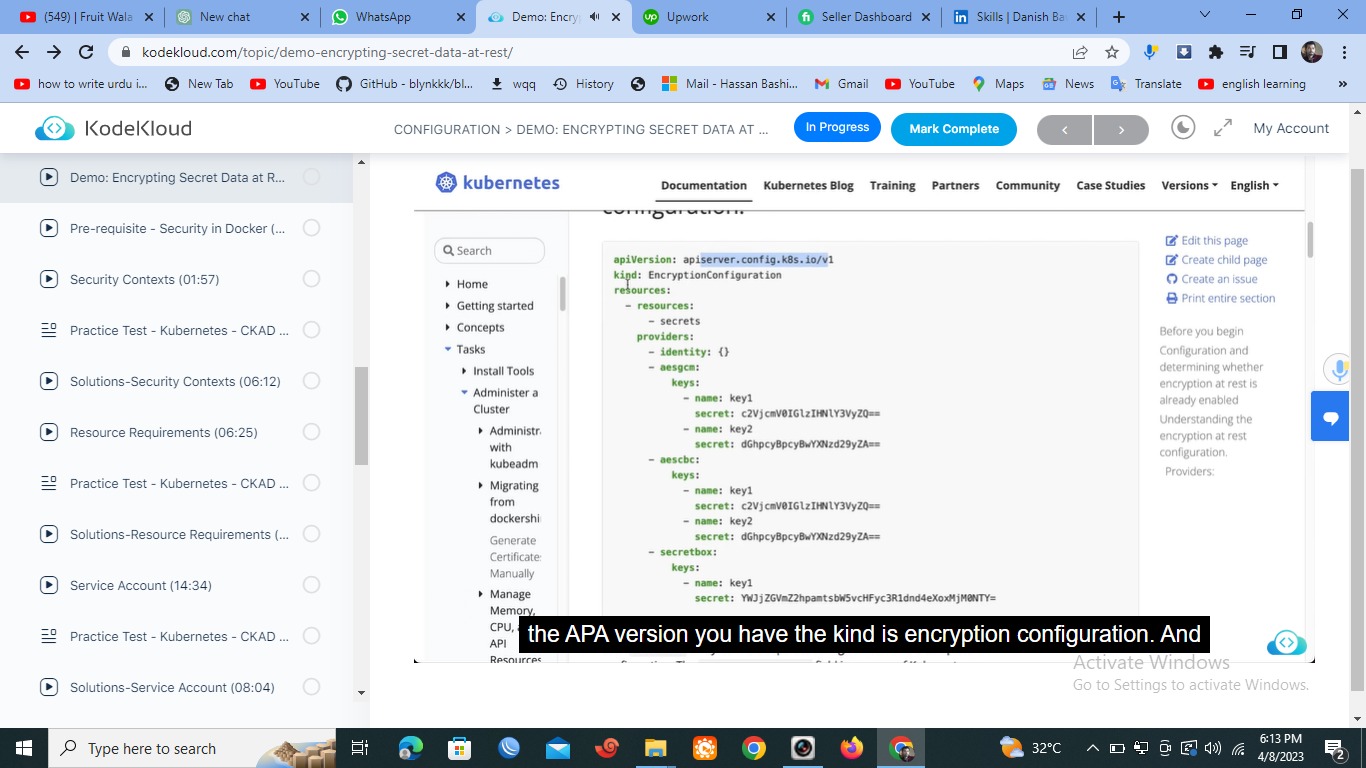 (549) | Fruit Wala
New chat
WhatsApp
Demo: Encry
Upwork
Seller Dashboard
Skills | Danish Ba
kodekloud.com/topic/demo-encrypting-secret-data-at-rest/
how to write urdu i...
New Tab
YouTube
GitHub - blynkkk/bl...
wqq
History
Mail - Hassan Bashi...
Gmail
YouTube
Maps
News
Translate
english learning
»
KodeKloud
CONFIGURATION > DEMO: ENCRYPTING SECRET DATA AT ...
In Progress
Mark Complete
My Account
Demo: Encrypting Secret Data at R...
Pre-requisite - Security in Docker (...
Security Contexts (01:57)
Practice Test - Kubernetes - CKAD ...
Solutions-Security Contexts (06:12)
Resource Requirements (06:25)
Practice Test - Kubernetes - CKAD ...
Solutions-Resource Requirements (...
Service Account (14:34)
Practice Test - Kubernetes - CKAD ...
Solutions-Service Account (08:04)
kubernetes
Documentation
Kubernetes Blog
Training
Partners
Community
Case Studies
Versions
English
configuration.
Search
Home
Getting started
Concepts
Tasks
Install Tools
Administer a
Cluster
Administr
with
kubeadm
Migrating
from
dockershi
Generate
Certificate
Manually
Manage
Memory,
CPU,
API
Resources
apiVersion: apiserver.config.k8s.io/v1
kind: EncryptionConfiguration
resources:
- resources:
- secrets
providers:
- identity: {}
- aesgcm:
keys:
- name: key1
secret: c2VjcmV0IGlzIHNlY3VyZQ==
- name: key2
secret: dGhpcyBpcyBwYXNzd29yZA==
- aescbc:
keys:
- name: key1
secret: c2VjcmV0IGlzIHNlY3VyZQ==
- name: key2
secret: dGhpcyBpcyBwYXNzd29yZA==
- secretbox:
keys:
- name: key1
secret: YWJjZGVmZ2hpamtsbW5vcHFyc3R1dnd4eXoxMjM0NTY=
Edit this page
Create child page
Create an issue
Print entire section
Before you begin
Configuration and
determining whether
encryption at rest is
already enabled
Understanding the
encryption at rest
configuration.
Providers:
the APA version you have the kind is encryption configuration. And
Activate Windows
Go to Settings to activate Windows.
Type here to search
32°C
6:13 PM
4/8/2023
2